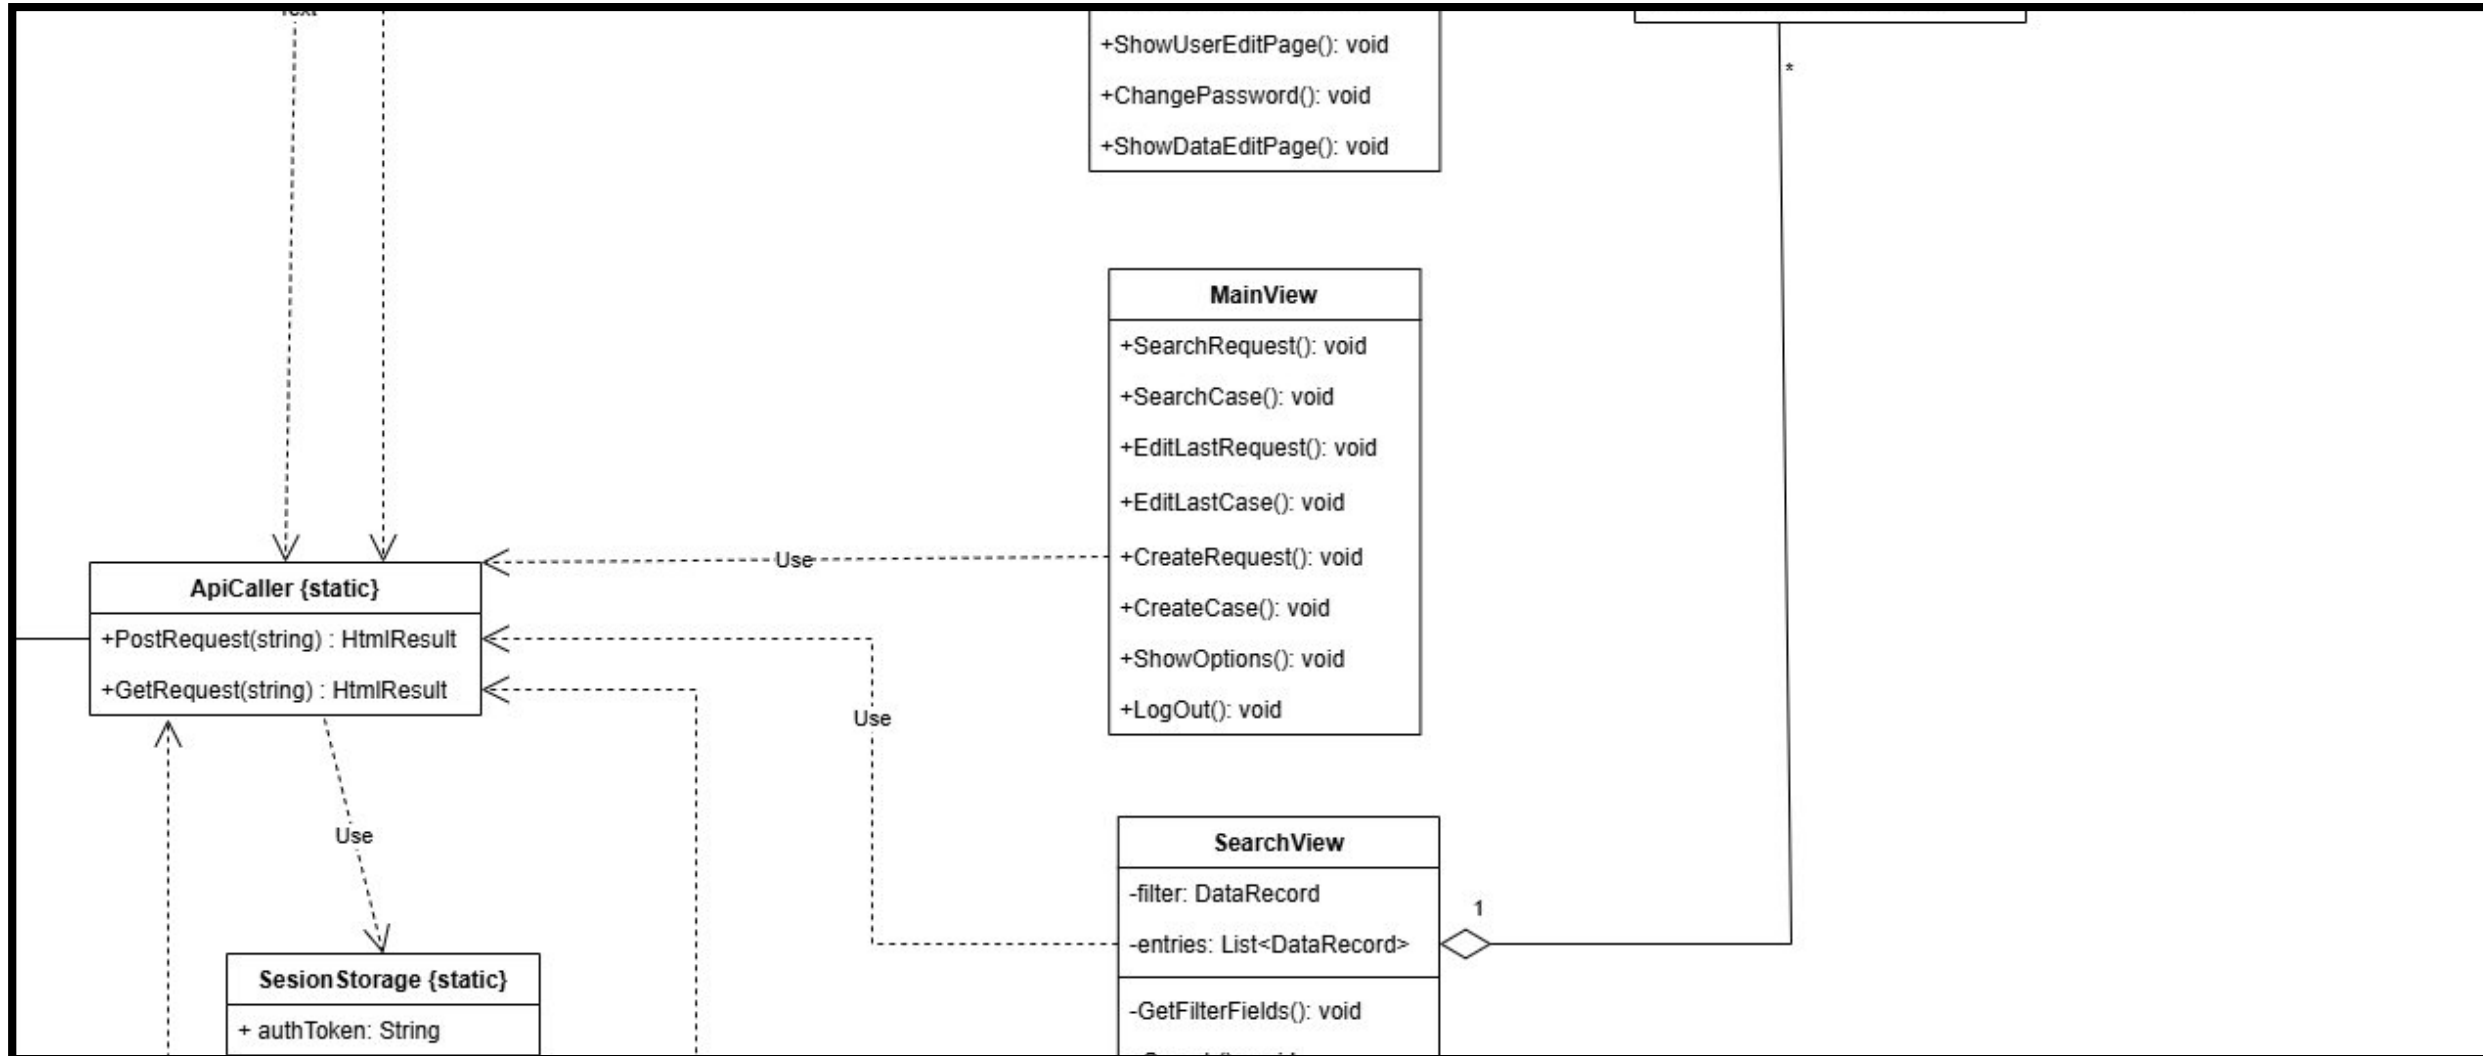 +ShowUserEditPage(): void
*
+ChangePassword(): void
+ShowDataEditPage(): void
MainView
+SearchRequest(): void
+SearchCase(): void
+EditLastRequest(): void
+EditLastCase(): void
+CreateRequest(): void
+CreateCase(): void
+ShowOptions(): void
+LogOut(): void
Use
ApiCaller {static}
+PostRequest(string) : HtmlResult
+GetRequest(string) : HtmlResult
Use
Use
SearchView
-filter: DataRecord
-entries: List<DataRecord>
1
-GetFilterFields(): void
SesionStorage {static}
+ authToken: String